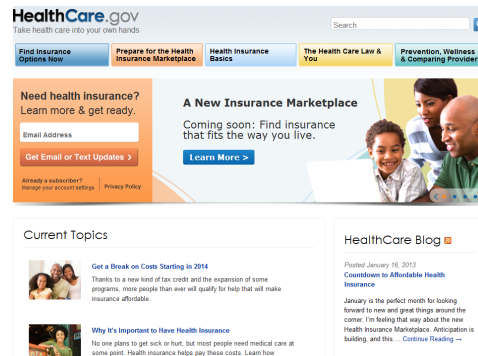 HealthCare.gov
Take health care into your own hands
Search
Find Insurance
Options Now
Prepare for the Health
Insurance Marketplace
Health Insurance
Basics
The Health Care Law &
You
Prevention, Wellness
& Comparing Provider
Need health insurance?
Learn more & get ready.
Email Address
Get Email or Text Updates >
Already a subscriber?
Manage your account settings
Privacy Policy
A New Insurance Marketplace
Coming soon: Find insurance
that fits the way you live.
Learn More >
Current Topics
Get a Break on Costs Starting in 2014
Thanks to a new kind of tax credit and the expansion of some
programs, more people than ever will qualify for help that will make
insurance affordable.
Why It's Important to Have Health Insurance
No one plans to get sick or hurt, but most people need medical care at
some point. Health insurance helps pay these costs. Learn how
HealthCare Blog
Posted January 16, 2013
Countdown to Affordable Health
Insurance
January is the perfect month for looking
forward to new and great things around the
corner. I'm feeling that way about the new
Health Insurance Marketplace. Anticipation is
building, and this.... Continue Reading →